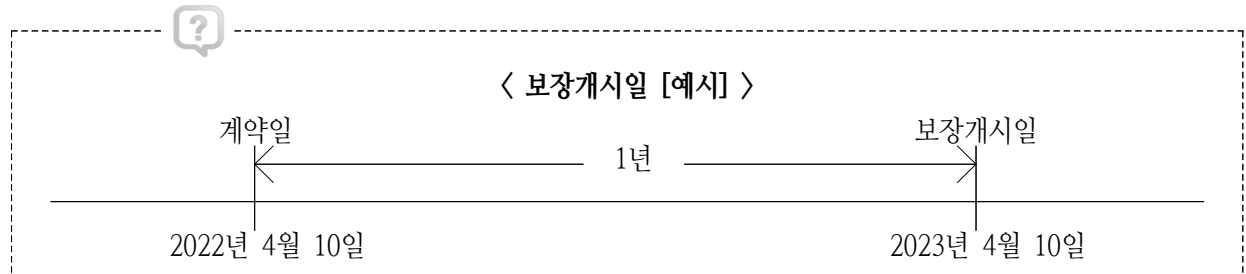 ?
〈 보장개시일 [예시] 〉
계약일 보장개시일
1년
2022년 4월 10일 2023년 4월 10일